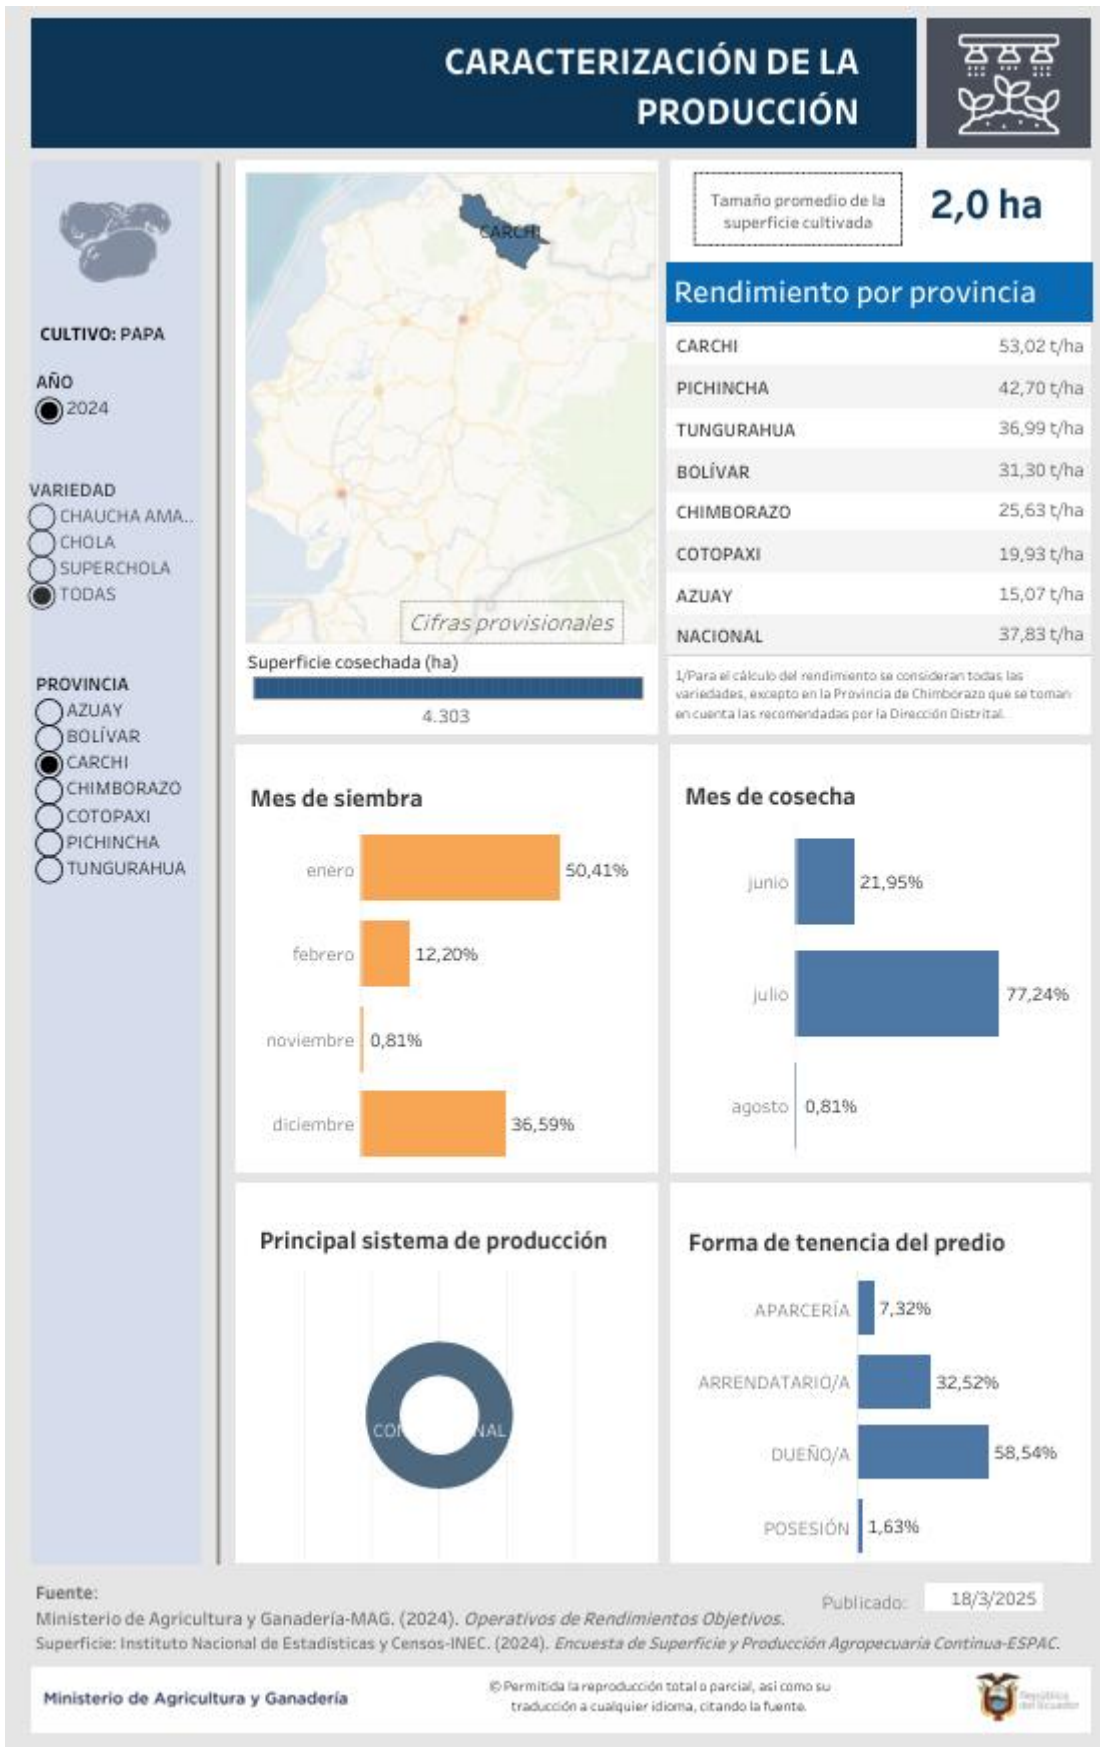 CARACTERIZACIÓN DE LA
PRODUCCIÓN
CULTIVO: PAPA
AÑO
2024
VARIEDAD
CHAUCHA AMA..
CHOLA
SUPERCHOLA
TODAS
PROVINCIA
AZUAY
BOLÍVAR
CARCHI
CHIMBORAZO
COTOPAXI
PICHINCHA
TUNGURAHUA
CARCHI
Cifras provisionales
Superficie cosechada (ha)
4.303
Tamaño promedio de la
superficie cultivada
2,0 ha
Rendimiento por provincia
CARCHI 53,02 t/ha
PICHINCHA 42,70 t/ha
TUNGURAHUA 36,99 t/ha
BOLÍVAR 31,30 t/ha
CHIMBORAZO 25,63 t/ha
COTOPAXI 19,93 t/ha
AZUAY 15,07 t/ha
NACIONAL 37,83 t/ha
1/Para el cálculo del rendimiento se consideran todas las
variedades, excepto en la Provincia de Chimborazo que se toman
en cuenta las recomendadas por la Dirección Distrital.
Mes de siembra
enero 50,41%
febrero 12,20%
noviembre 0,81%
diciembre 36,59%
Mes de cosecha
junio 21,95%
julio 77,24%
agosto 0,81%
Principal sistema de producción
Forma de tenencia del predio
APARCERÍA 7,32%
ARRENDATARIO/A 32,52%
DUEÑO/A 58,54%
POSESIÓN 1,63%
Fuente:
Publicado: 18/3/2025
Ministerio de Agricultura y Ganadería-MAG. (2024). Operativos de Rendimientos Objetivos.
Superficie: Instituto Nacional de Estadísticas y Censos-INEC. (2024). Encuesta de Superficie y Producción Agropecuaria Continua-ESPAC.
Ministerio de Agricultura y Ganadería
© Permitida la reproducción total o parcial, así como su
traducción a cualquier idioma, citando la fuente.
República
del Ecuador